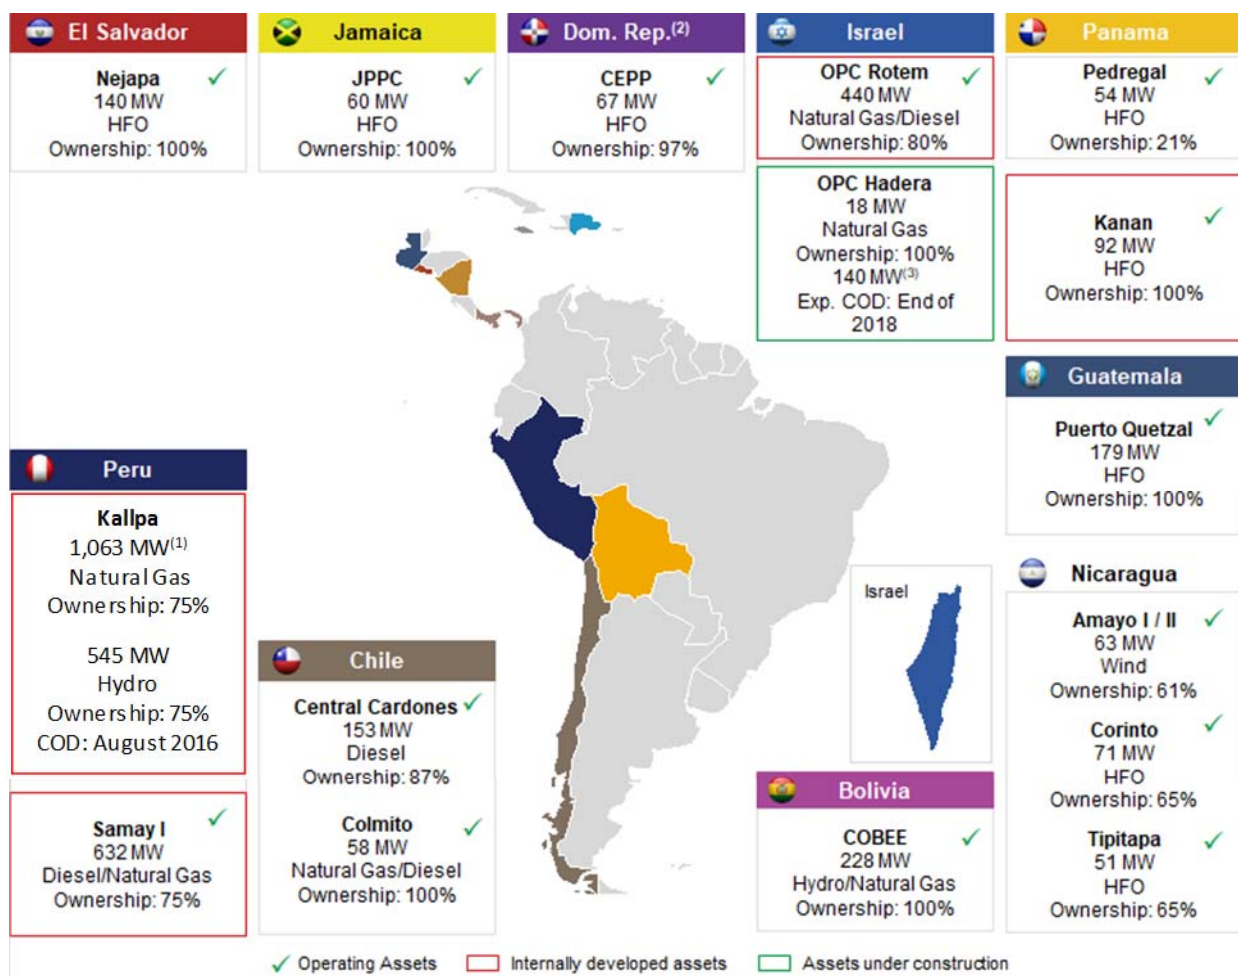 El Salvador
Nejapa
140 MW
HFO
Ownership: 100%
Jamaica
JPPC
60 MW
HFO
Ownership: 100%
Dom. Rep.(2)
CEPP
67 MW
HFO
Ownership: 97%
Israel
OPC Rotem
440 MW
Natural Gas/Diesel
Ownership: 80%
OPC Hadera
18 MW
Natural Gas
Ownership: 100%
140 MW(3)
Exp. COD: End of
2018
Panama
Pedregal
54 MW
HFO
Ownership: 21%
Kanan
92 MW
HFO
Ownership: 100%
Guatemala
Puerto Quetzal
179 MW
HFO
Ownership: 100%
Peru
Kallpa
1,063 MW(1)
Natural Gas
Ownership: 75%
545 MW
Hydro
Ownership: 75%
COD: August 2016
Samay I
632 MW
Diesel/Natural Gas
Ownership: 75%
Chile
Central Cardones
153 MW
Diesel
Ownership: 87%
Colmito
58 MW
Natural Gas/Diesel
Ownership: 100%
Israel
Bolivia
COBEE
228 MW
Hydro/Natural Gas
Ownership: 100%
Nicaragua
Amayo I / II
63 MW
Wind
Ownership: 61%
Corinto
71 MW
HFO
Ownership: 65%
Tipitapa
51 MW
HFO
Ownership: 65%
Operating Assets
Internally developed assets
Assets under construction